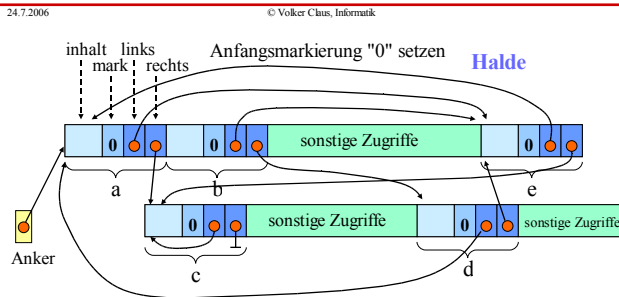 24.7.2006 © Volker Claus, Informatik
inhalt links Anfangsmarkierung "0" setzen Halde
mark rechts
0 0 sonstige Zugriffe 0
a b e
0 sonstige Zugriffe 0 sonstige Zugriffe
Anker
c d